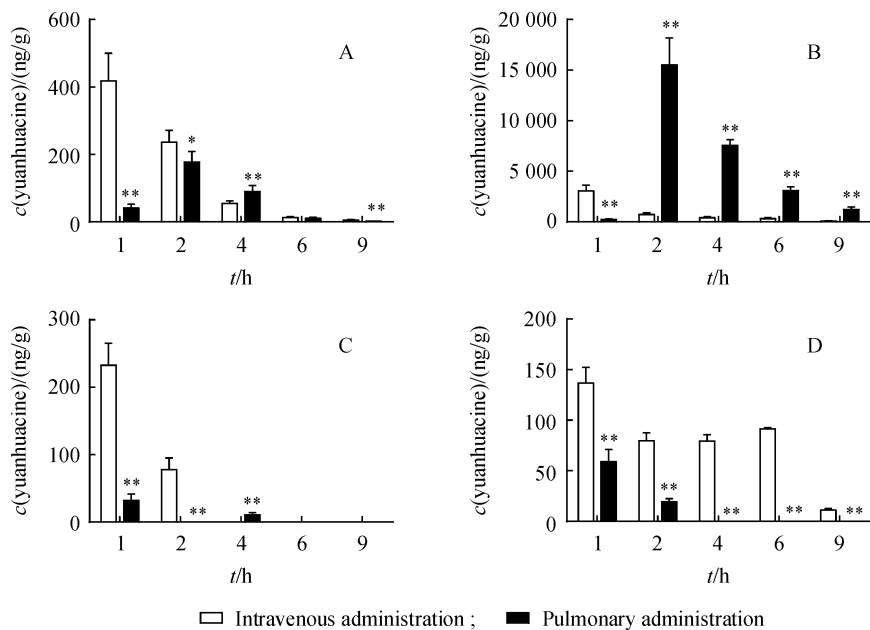 A
c(yuanhuacine)/(ng/g)
600
400
200
0
** * ** **
1 2 4 6 9
t/h
B
c(yuanhuacine)/(ng/g)
20 000
15 000
10 000
5 000
0
** ** ** ** **
1 2 4 6 9
t/h
C
c(yuanhuacine)/(ng/g)
300
200
100
0
** ** **
1 2 4 6 9
t/h
D
c(yuanhuacine)/(ng/g)
200
150
100
50
0
** ** ** ** **
1 2 4 6 9
t/h
Intravenous administration ; Pulmonary administration